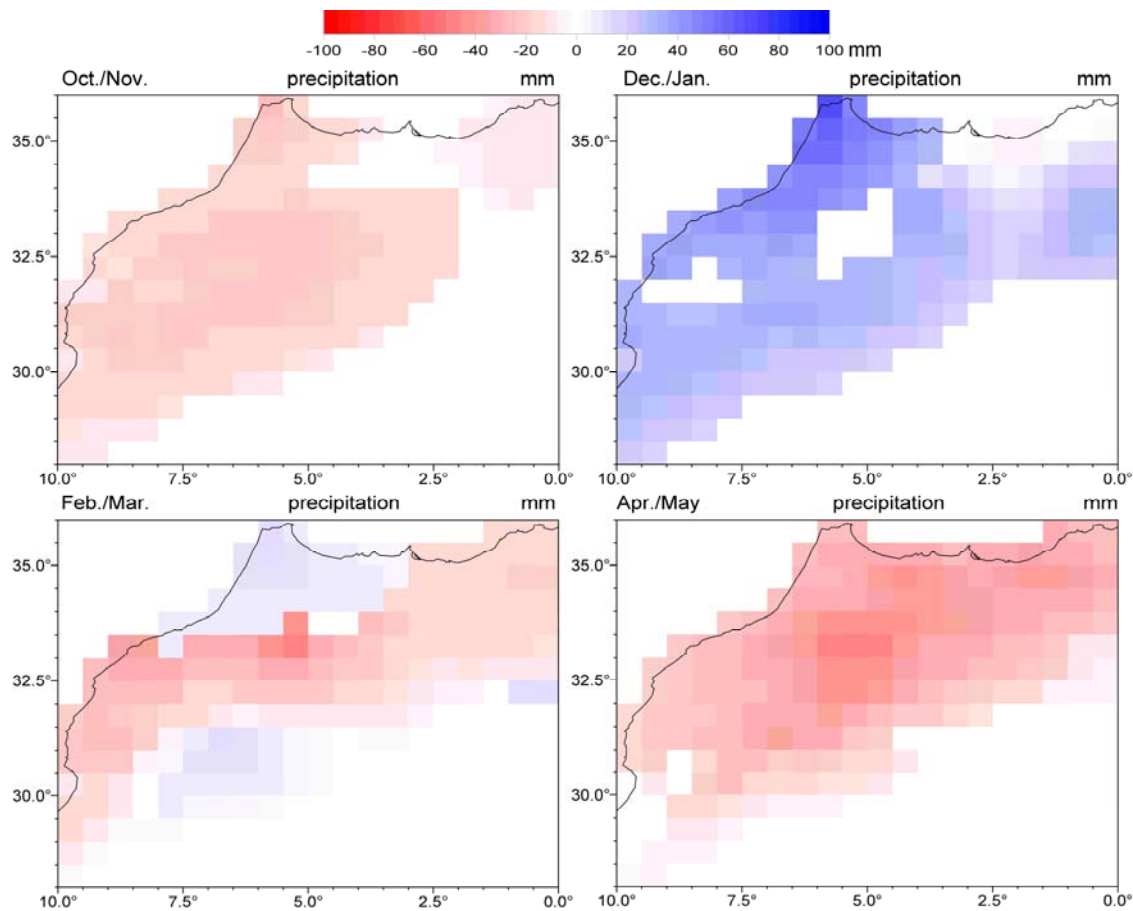 -100 -80 -60 -40 -20 0 20 40 60 80 100 mm
Oct./Nov. precipitation mm
Dec./Jan. precipitation mm
35.0°
32.5°
30.0°
10.0° 7.5° 5.0° 2.5° 0.0°
35.0°
32.5°
30.0°
10.0° 7.5° 5.0° 2.5° 0.0°
Feb./Mar. precipitation mm
Apr./May precipitation mm
35.0°
32.5°
30.0°
10.0° 7.5° 5.0° 2.5° 0.0°
35.0°
32.5°
30.0°
10.0° 7.5° 5.0° 2.5° 0.0°